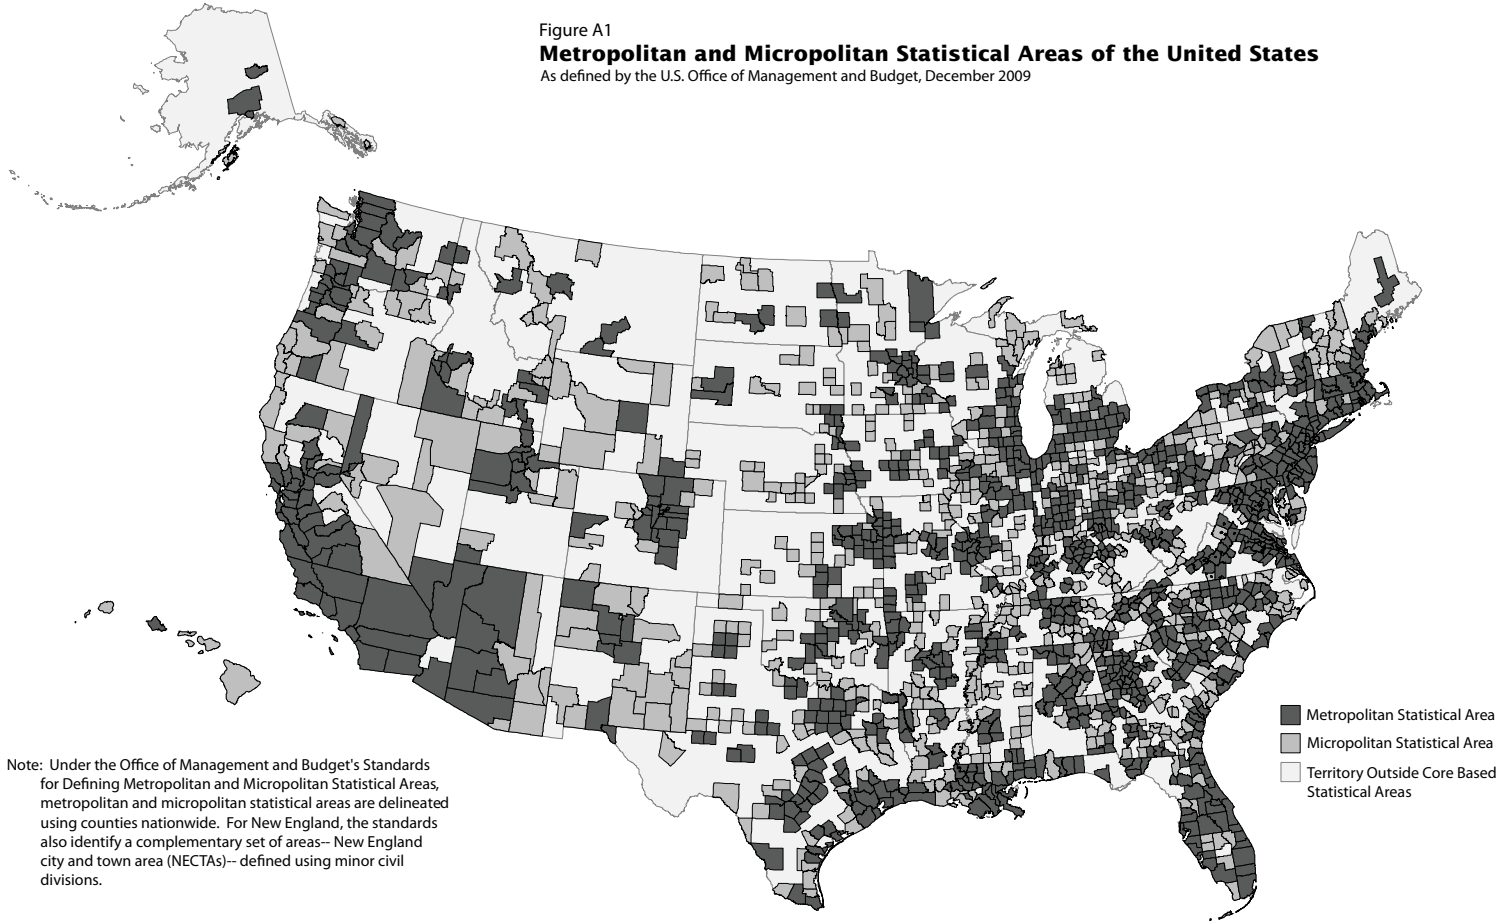 Figure A1
Metropolitan and Micropolitan Statistical Areas of the United States
As defined by the U.S. Office of Management and Budget, December 2009
Metropolitan Statistical Area
Micropolitan Statistical Area
Territory Outside Core Based
Statistical Areas
Note: Under the Office of Management and Budget's Standards
for Defining Metropolitan and Micropolitan Statistical Areas,
metropolitan and micropolitan statistical areas are delineated
using counties nationwide. For New England, the standards
also identify a complementary set of areas-- New England
city and town area (NECTAs)-- defined using minor civil
divisions.